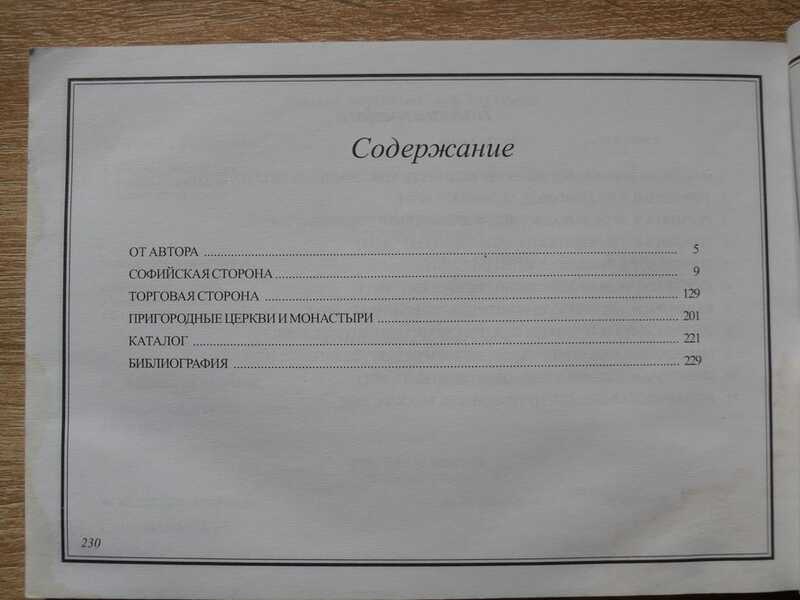 Содержание
ОТ АВТОРА 5
СОФИЙСКАЯ СТОРОНА 9
ТОРГОВАЯ СТОРОНА 129
ПРИГОРОДНЫЕ ЦЕРКВИ И МОНАСТЫРИ 201
КАТАЛОГ 221
БИБЛИОГРАФИЯ 229
230